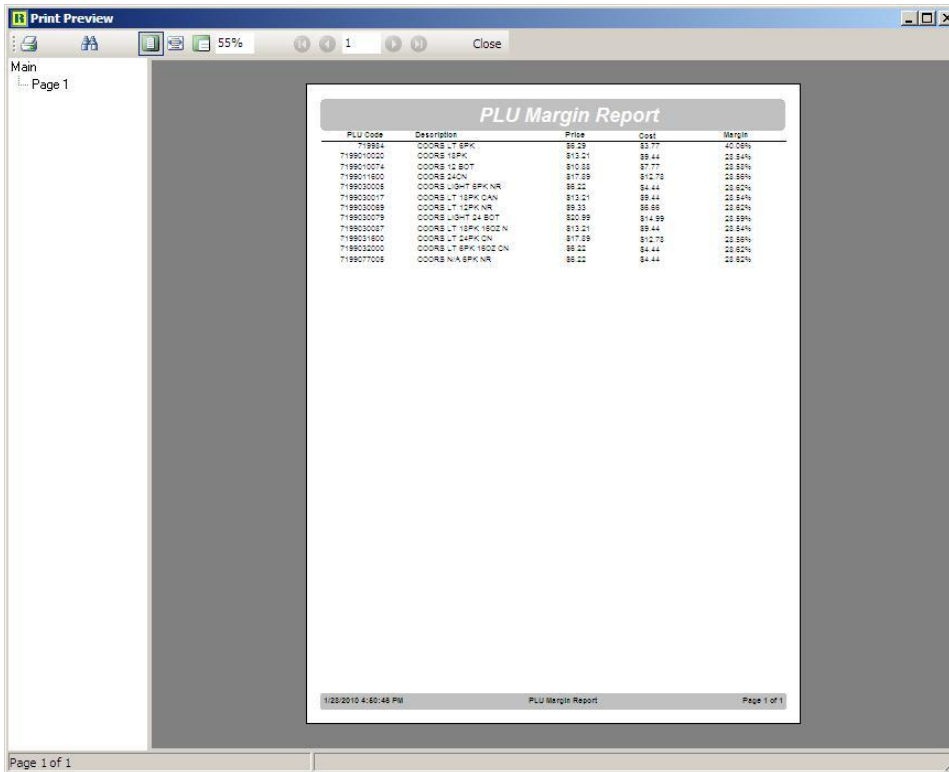 Print Preview
55% 1 Close
Main
Page 1
PLU Margin Report
PLU Code Description Price Cost Margin
719984 COORS LT 6PK $6.29 $3.77 40.06%
7199010020 COORS 18PK $13.21 $9.44 28.54%
7199010074 COORS 12 BOT $10.88 $7.77 28.58%
7199011600 COORS 24CN $17.89 $12.78 28.56%
7199030005 COORS LIGHT 6PK NR $6.22 $4.44 28.62%
7199030017 COORS LT 18PK CAN $13.21 $9.44 28.54%
7199030069 COORS LT 12PK NR $9.33 $6.66 28.62%
7199030079 COORS LIGHT 24 BOT $20.99 $14.99 28.59%
7199030087 COORS LT 18PK 16OZ N $13.21 $9.44 28.54%
7199031600 COORS LT 24PK CN $17.89 $12.78 28.56%
7199032000 COORS LT 6PK 16OZ CN $6.22 $4.44 28.62%
7199077005 COORS N/A 6PK NR $6.22 $4.44 28.62%
1/28/2010 4:50:46 PM PLU Margin Report Page 1 of 1
Page 1 of 1